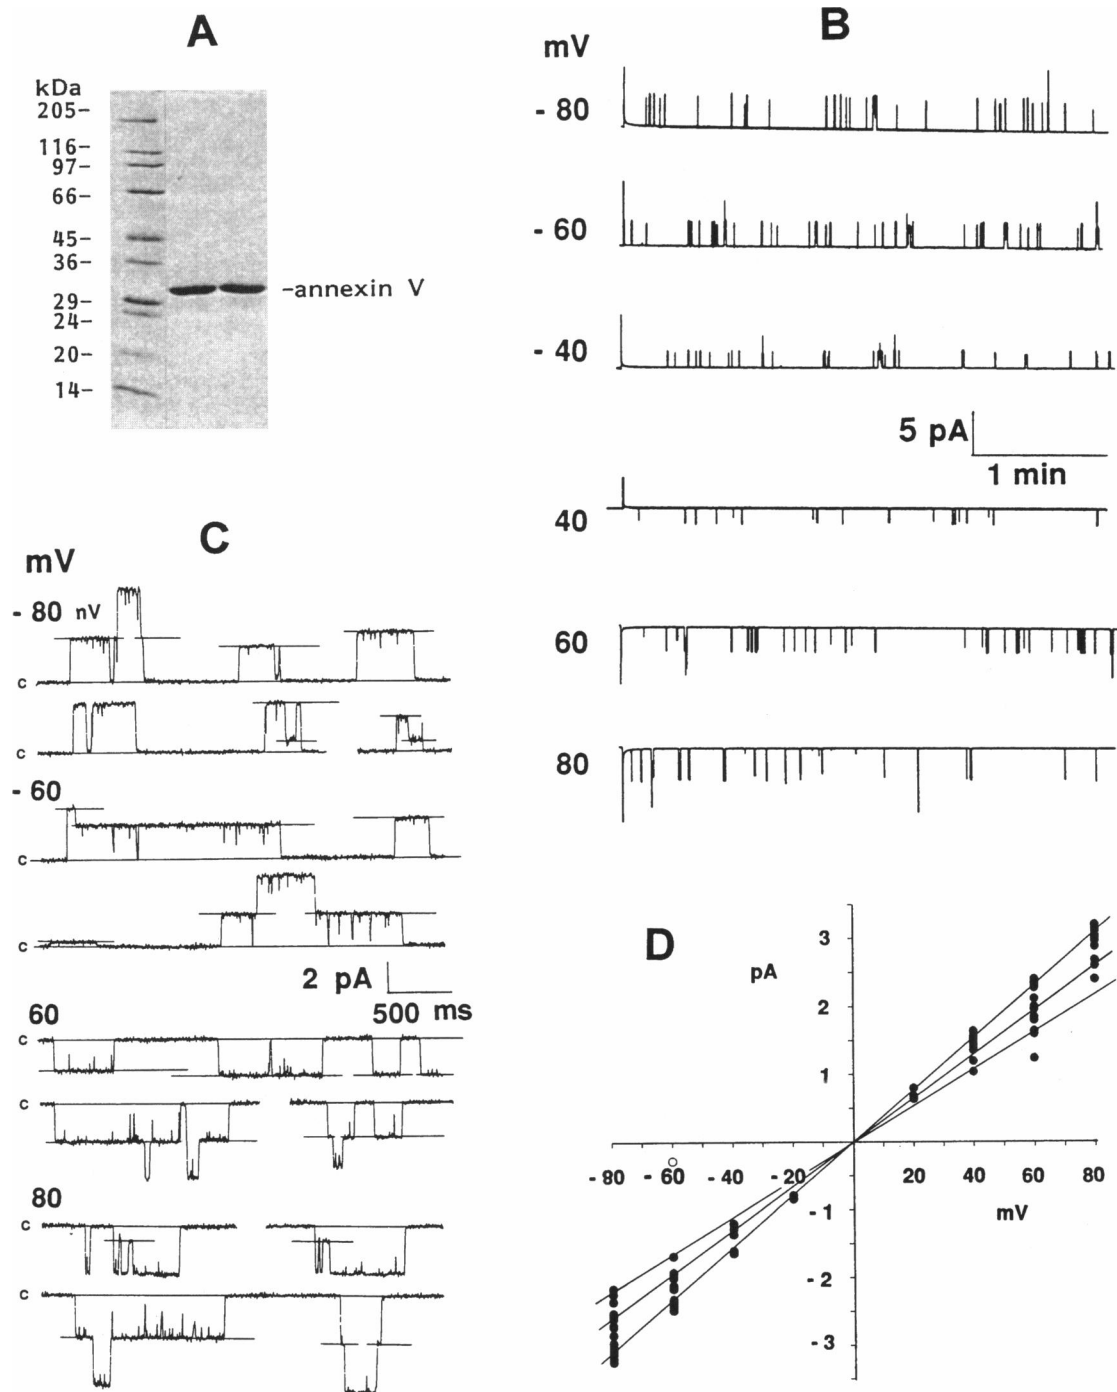 A
kDa
205-
116-
97-
66-
45-
36-
29-
24-
20-
14-
-annexin V
B
mV
- 80
- 60
- 40
5 pA
1 min
40
60
80
C
mV
- 80 nV
c
c
- 60
c
c
2 pA
500 ms
60
c
c
80
c
c
D
pA
3
2
1
- 80 - 60 - 40 - 20 20 40 60 80
mV
- 1
- 2
- 3